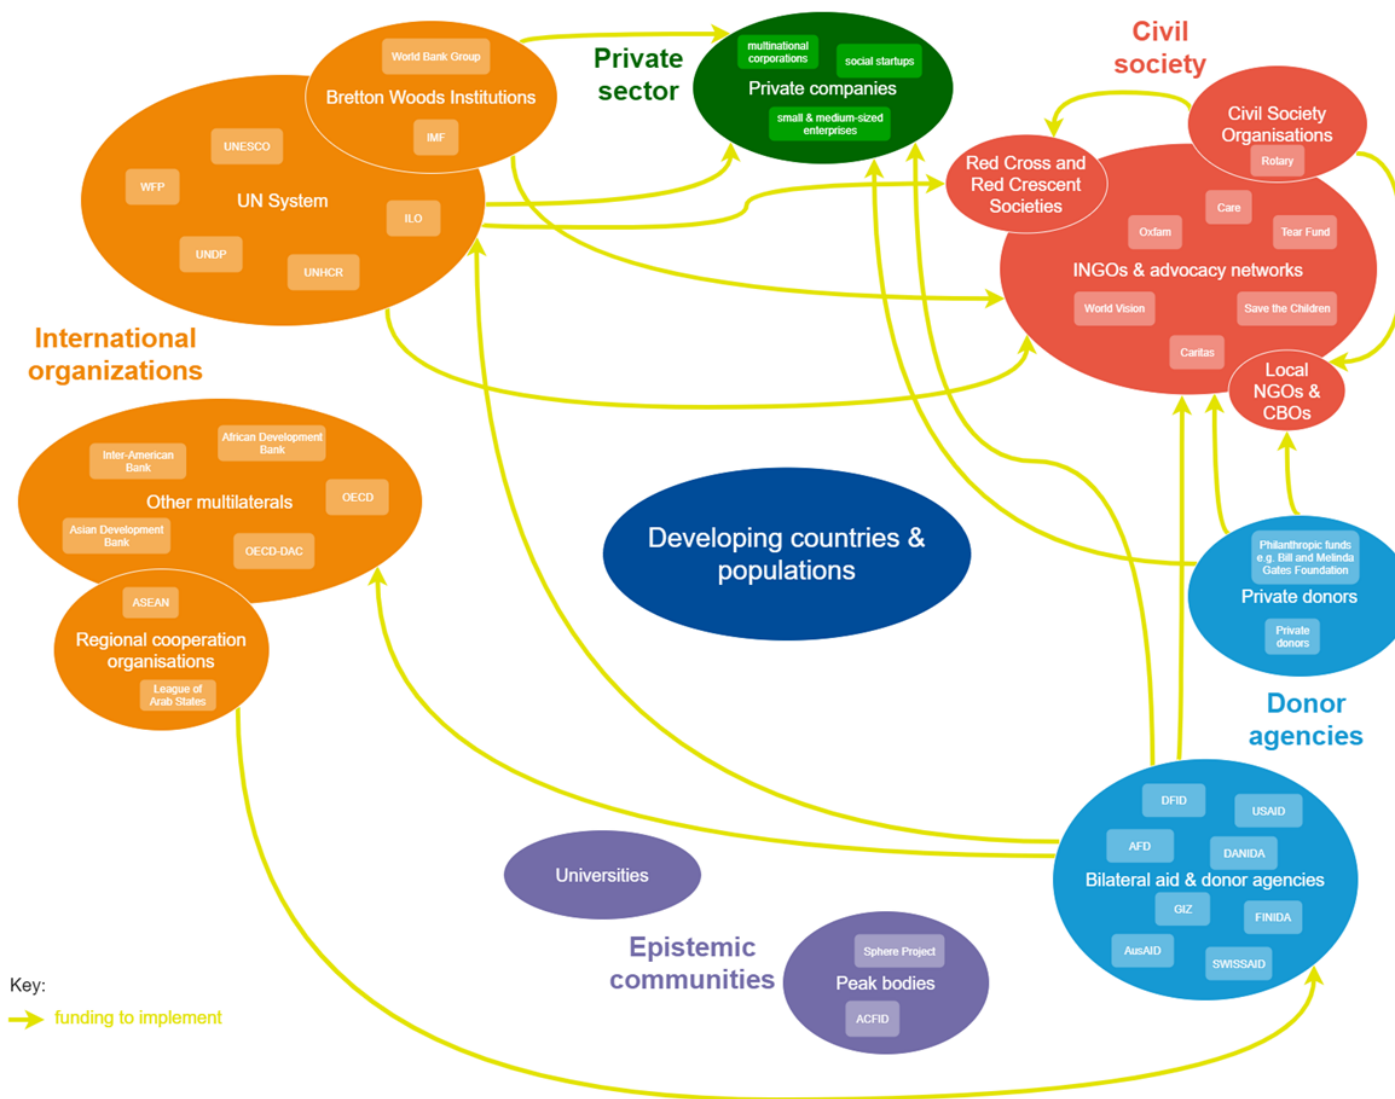 World Bank Group
Bretton Woods Institutions
IMF
UNESCO
WFP
UN System
ILO
UNDP
UNHCR
International
organizations
Private
sector
multinational
corporations
social startups
Private companies
small & medium-sized
enterprises
Civil
society
Civil Society
Organisations
Rotary
Red Cross and
Red Crescent
Societies
Care
Oxfam
Tear Fund
INGOs & advocacy networks
World Vision
Save the Children
Caritas
Local
NGOs &
CBOs
African Development
Bank
Inter-American
Bank
OECD
Other multilaterals
Asian Development
Bank
OECD-DAC
ASEAN
Regional cooperation
organisations
League of
Arab States
Developing countries &
populations
Philanthropic funds
e.g. Bill and Melinda
Gates Foundation
Private donors
Private
donors
Donor
agencies
DFID
USAID
AFD
DANIDA
Bilateral aid & donor agencies
GIZ
FINIDA
AusAID
SWISSAID
Universities
Epistemic
communities
Sphere Project
Peak bodies
ACFID
Key:
funding to implement